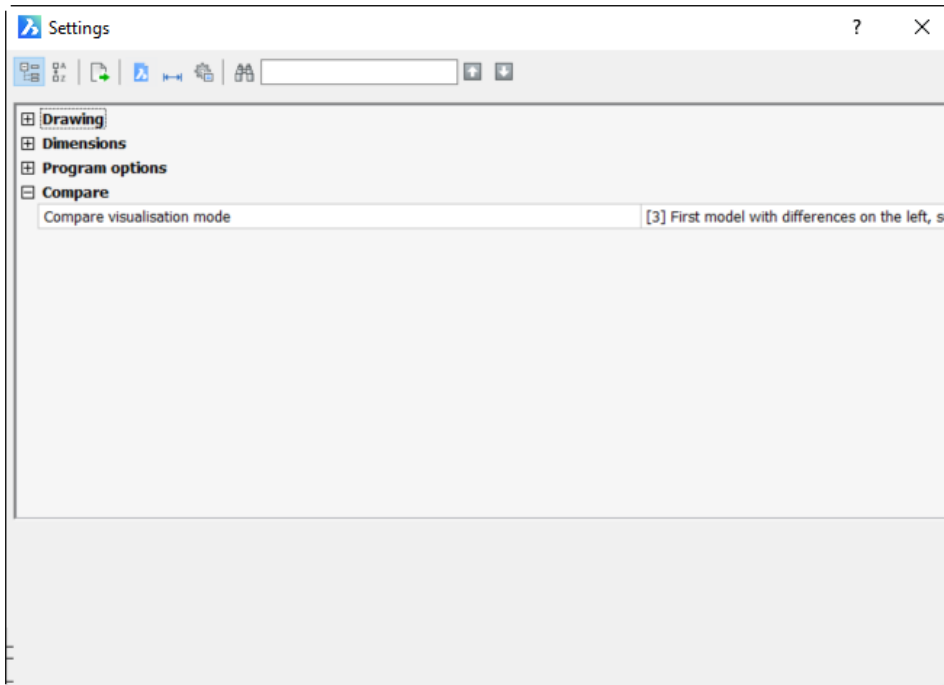 Settings
Drawing
Dimensions
Program options
Compare
Compare visualisation mode [3] First model with differences on the left, s